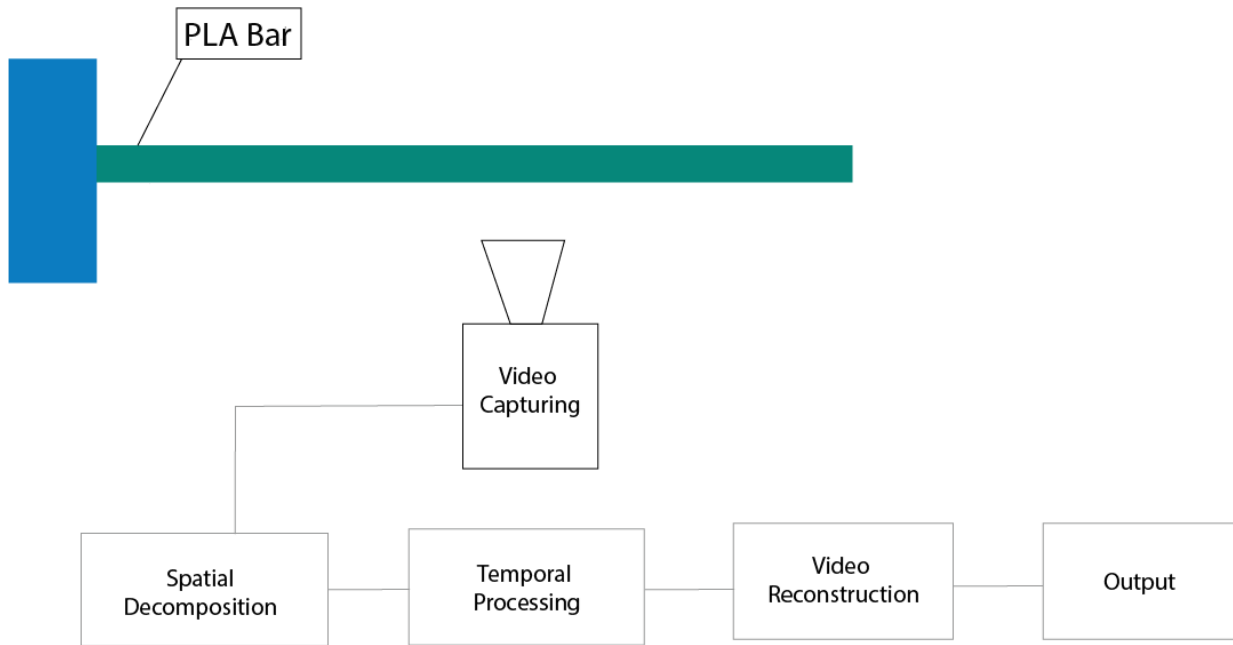 PLA Bar
Video
Capturing
Spatial
Decomposition
Temporal
Processing
Video
Reconstruction
Output